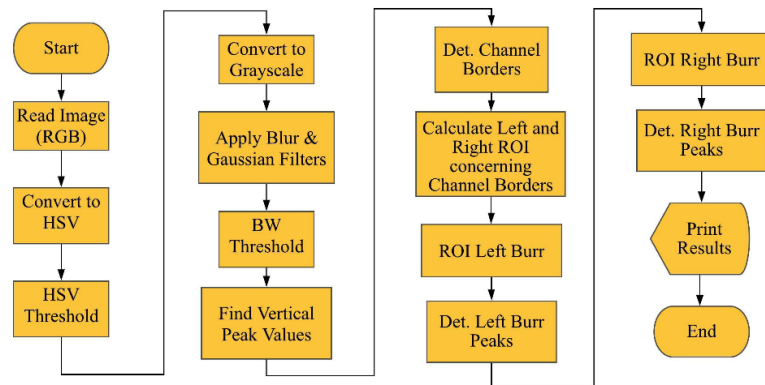 Start
Read Image
(RGB)
Convert to
HSV
HSV
Threshold
Convert to
Grayscale
Apply Blur &
Gaussian Filters
BW
Threshold
Find Vertical
Peak Values
Det. Channel
Borders
Calculate Left and
Right ROI
concerning
Channel Borders
ROI Left Burr
Det. Left Burr
Peaks
ROI Right Burr
Det. Right Burr
Peaks
Print
Results
End